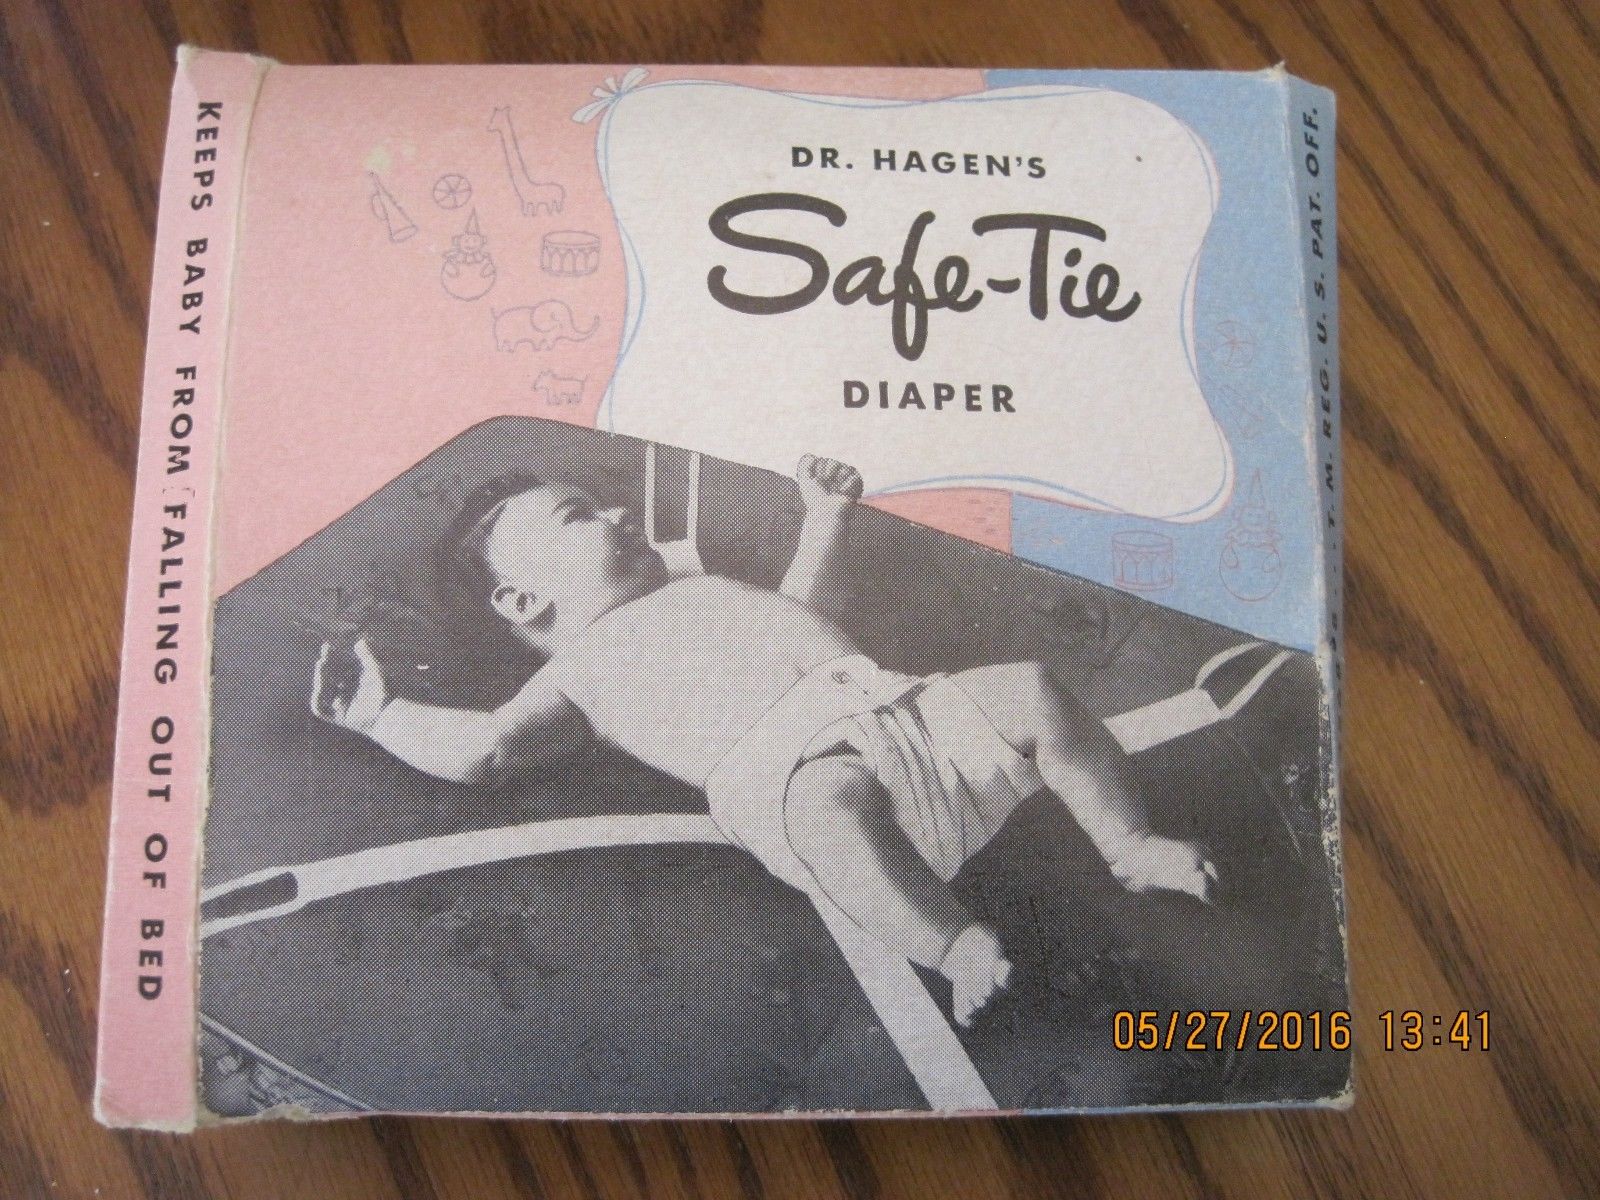 KEEPS BABY FROM FALLING OUT OF BED
DR. HAGEN'S
Safe-Tie
DIAPER
T. M. REG. U. S. PAT. OFF.
05/27/2016 13:41